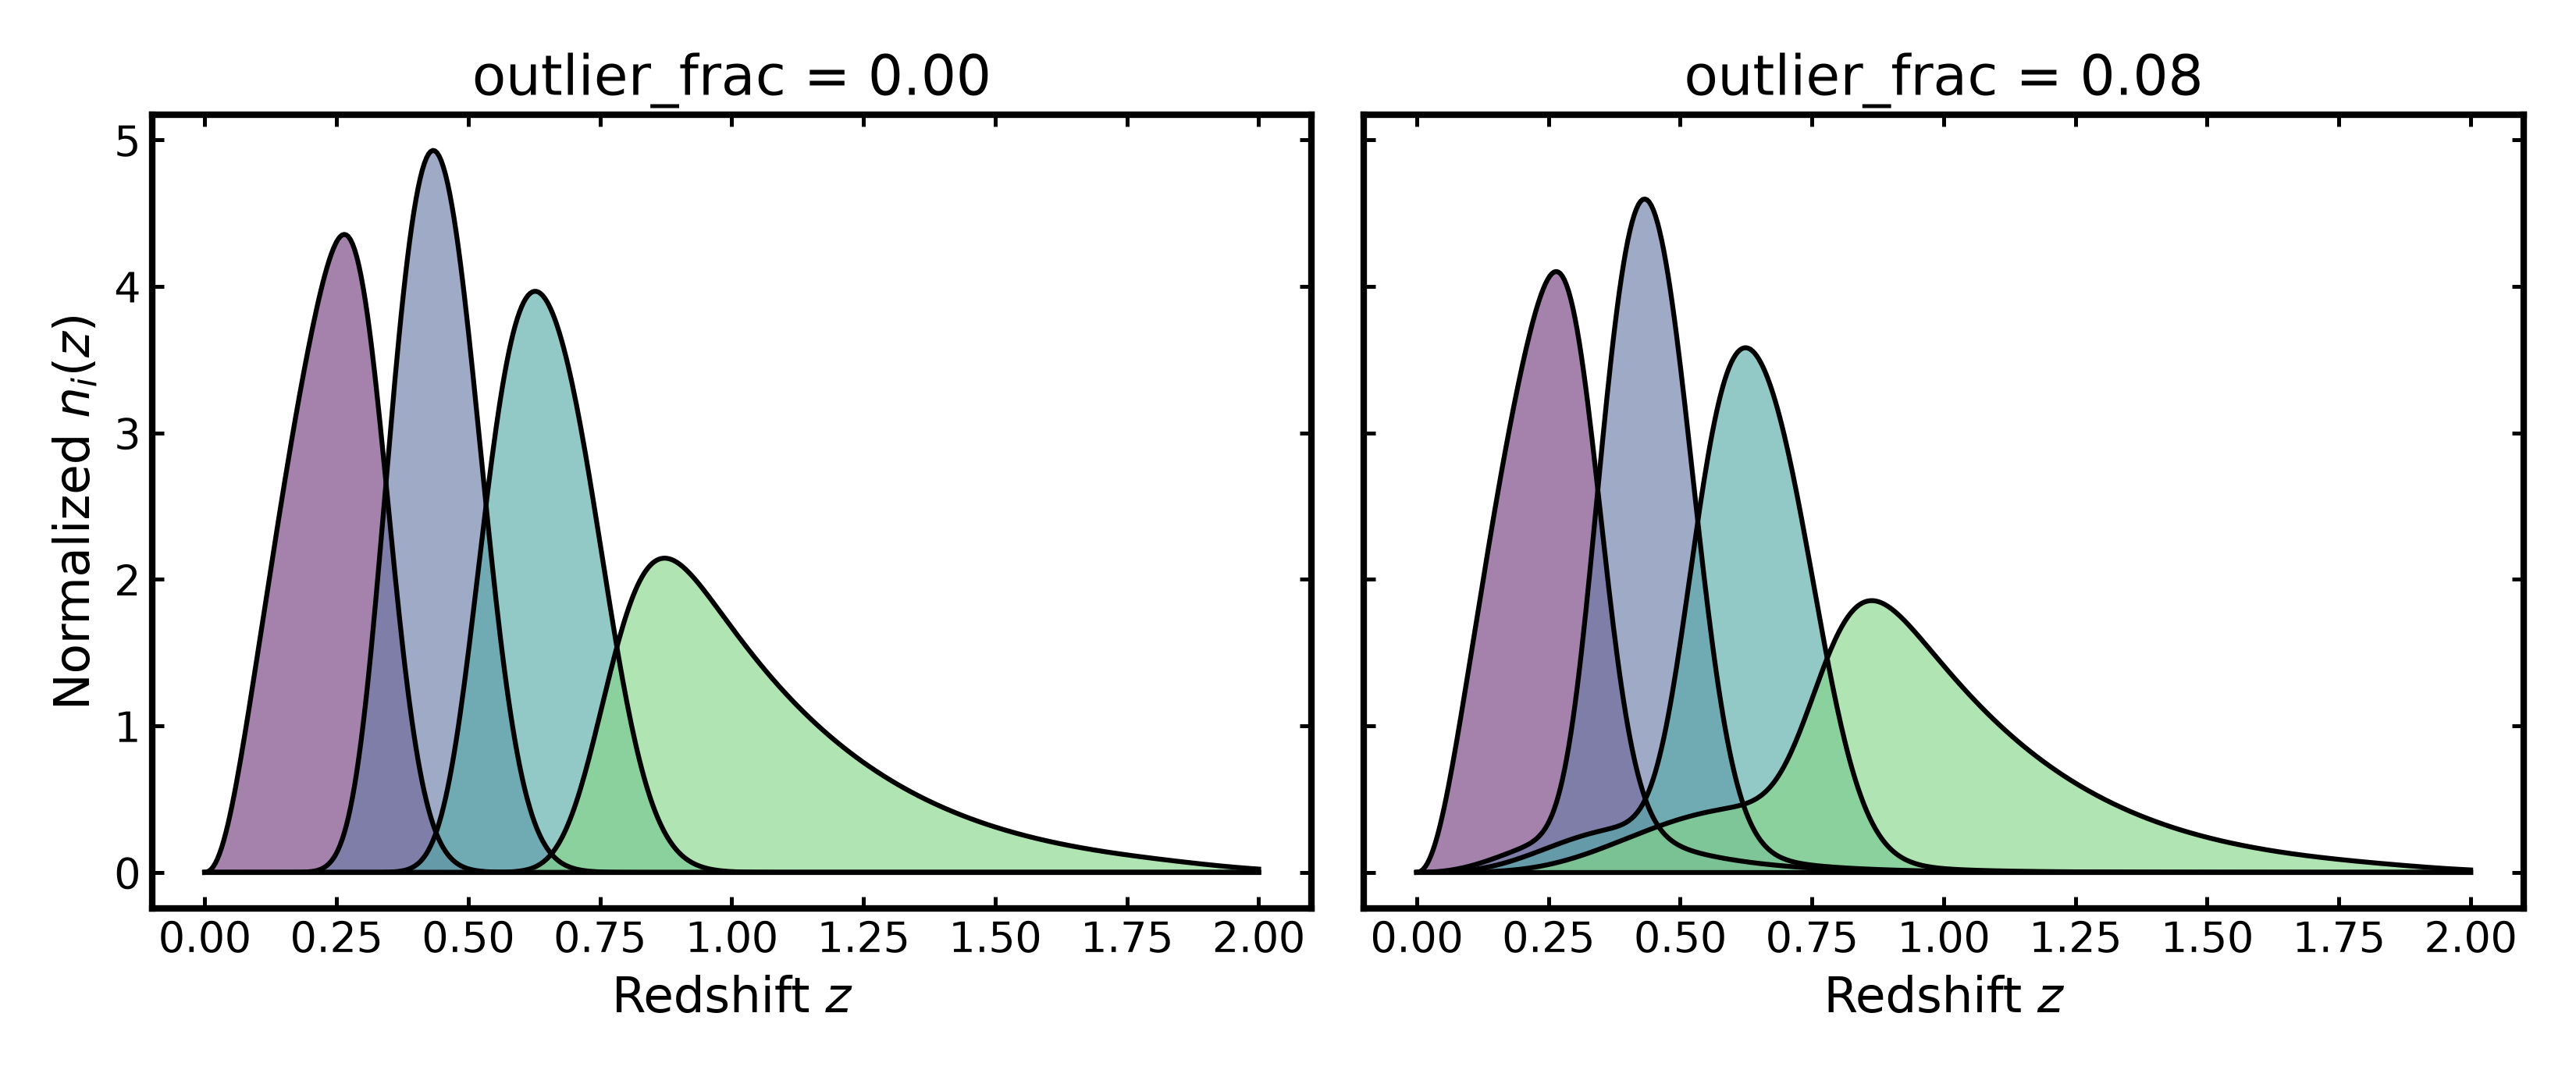 outlier_frac = 0.00
outlier_frac = 0.08
Normalized nᵢ(z)
5
4
3
2
1
0
0.00 0.25 0.50 0.75 1.00 1.25 1.50 1.75 2.00
0.00 0.25 0.50 0.75 1.00 1.25 1.50 1.75 2.00
Redshift z
Redshift z